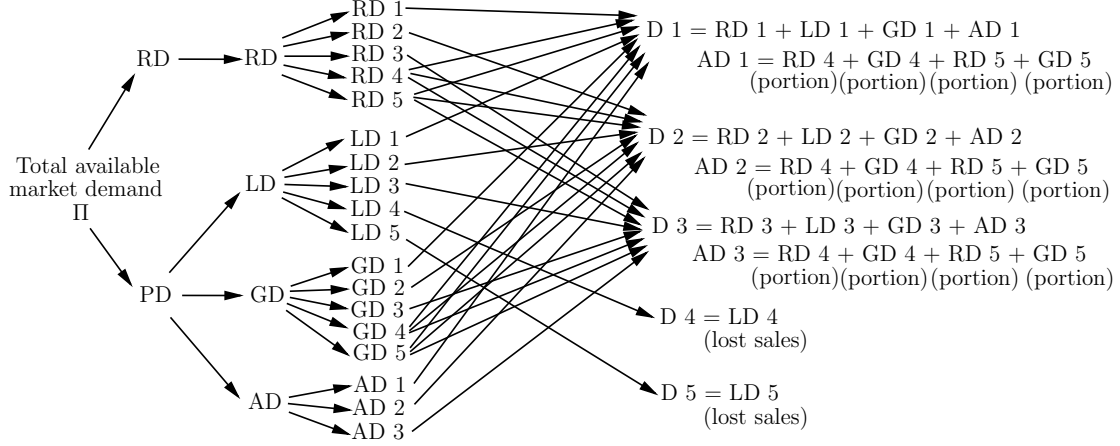 Total available
market demand
Π
RD
PD
RD
LD
GD
AD
RD 1
RD 2
RD 3
RD 4
RD 5
LD 1
LD 2
LD 3
LD 4
LD 5
GD 1
GD 2
GD 3
GD 4
GD 5
AD 1
AD 2
AD 3
D 1 = RD 1 + LD 1 + GD 1 + AD 1
AD 1 = RD 4 + GD 4 + RD 5 + GD 5
(portion) (portion) (portion) (portion)
D 2 = RD 2 + LD 2 + GD 2 + AD 2
AD 2 = RD 4 + GD 4 + RD 5 + GD 5
(portion) (portion) (portion) (portion)
D 3 = RD 3 + LD 3 + GD 3 + AD 3
AD 3 = RD 4 + GD 4 + RD 5 + GD 5
(portion) (portion) (portion) (portion)
D 4 = LD 4
(lost sales)
D 5 = LD 5
(lost sales)